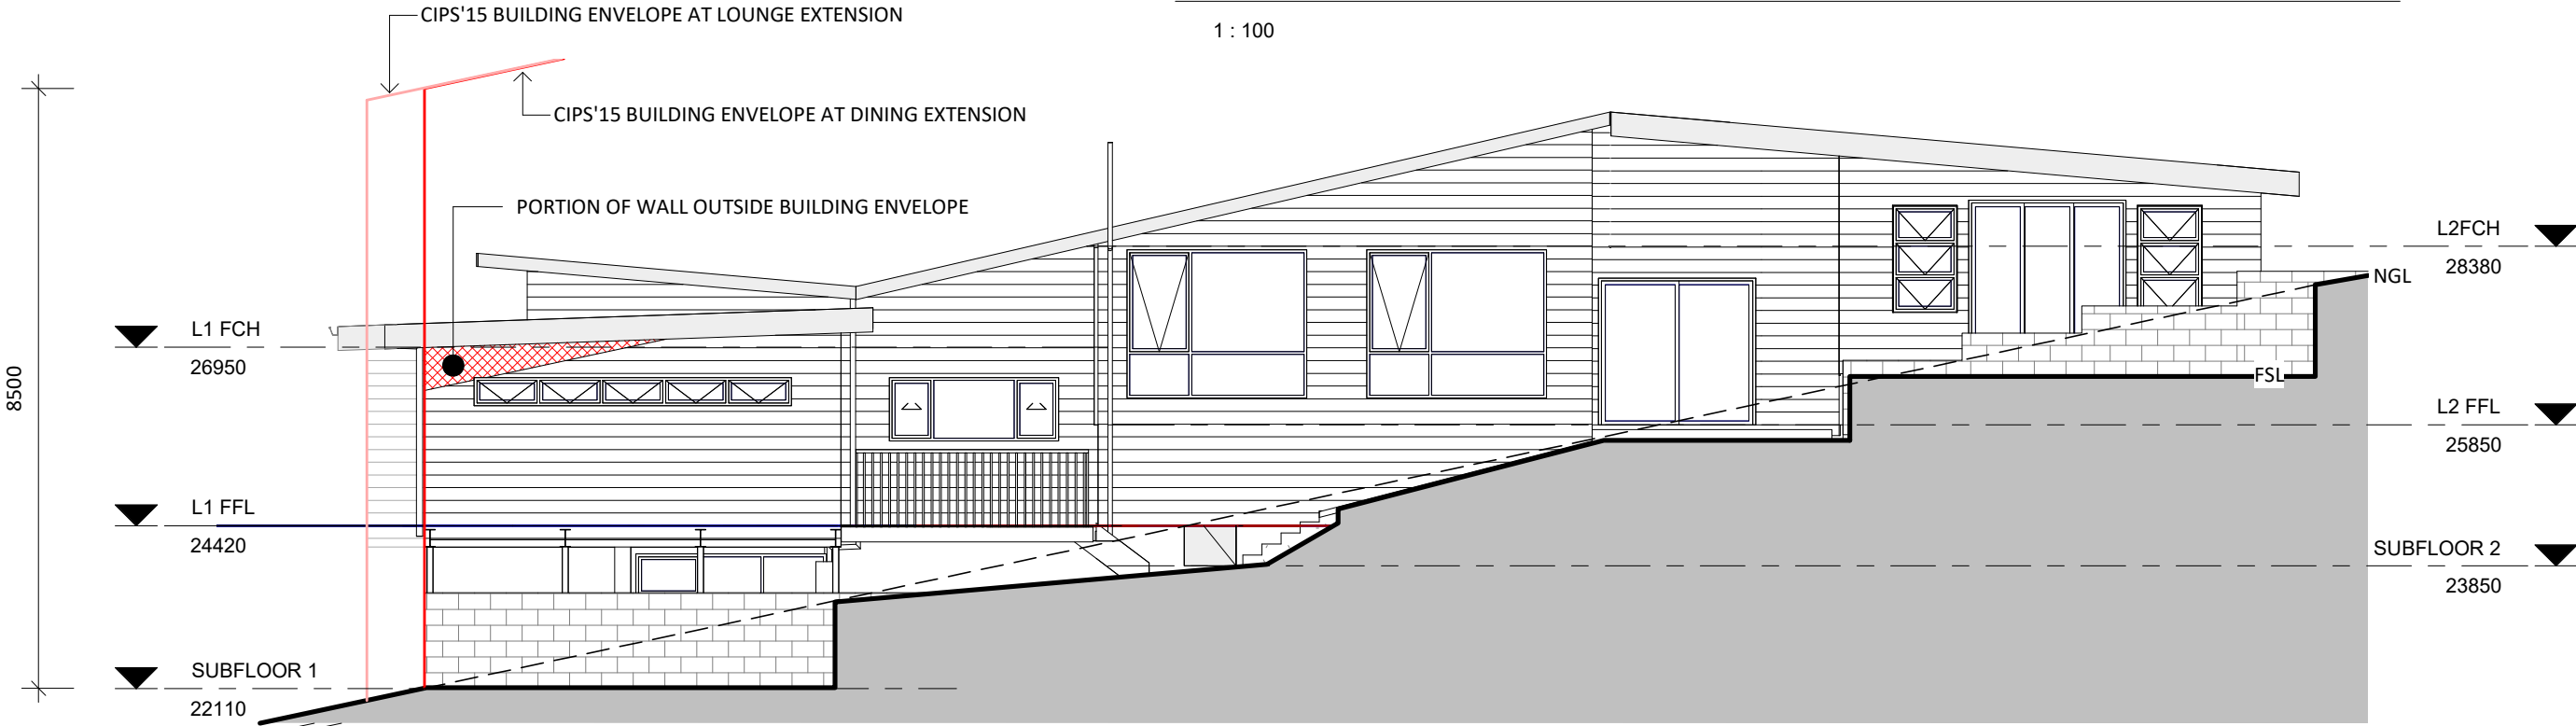 CIPS'15 BUILDING ENVELOPE AT LOUNGE EXTENSION
1 : 100
CIPS'15 BUILDING ENVELOPE AT DINING EXTENSION
PORTION OF WALL OUTSIDE BUILDING ENVELOPE
L2FCH
28380
NGL
L1 FCH
26950
FSL
8500
L2 FFL
25850
L1 FFL
24420
SUBFLOOR 2
23850
SUBFLOOR 1
22110